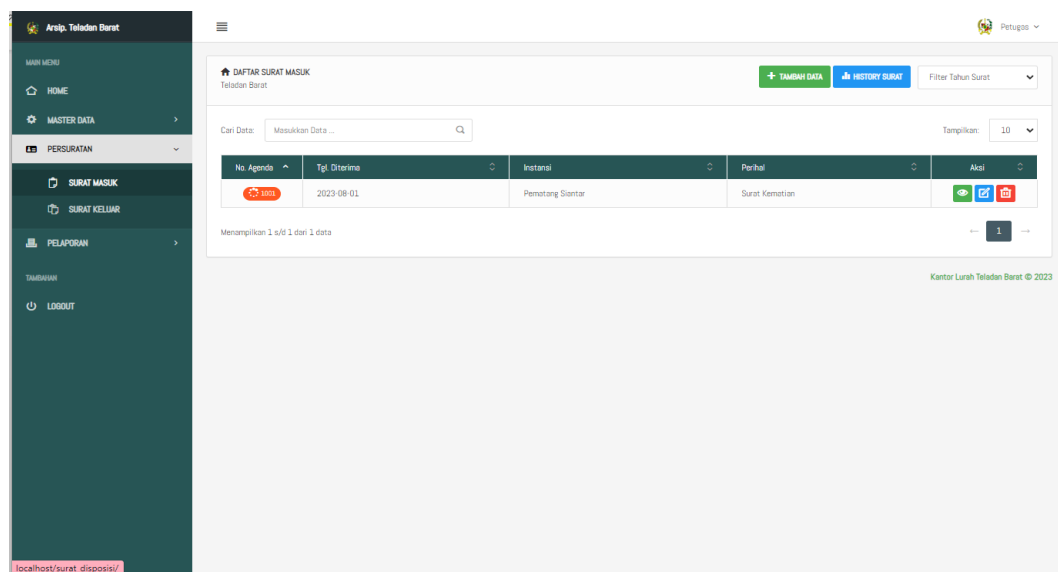 Arsip. Teladan Barat
Petugas
MAIN MENU
HOME
MASTER DATA
PERSURATAN
SURAT MASUK
SURAT KELUAR
PELAPORAN
TAMBAHAN
LOGOUT
DAFTAR SURAT MASUK
Teladan Barat
TAMBAH DATA
HISTORY SURAT
Filter Tahun Surat
Cari Data: Masukkan Data ...
Tampilkan: 10
No. Agenda Tgl. Diterima Instansi Perihal Aksi
1001 2023-08-01 Pematang Siantar Surat Kematian
Menampilkan 1 s/d 1 dari 1 data
← 1 →
Kantor Lurah Teladan Barat © 2023
localhost/surat_disposisi/